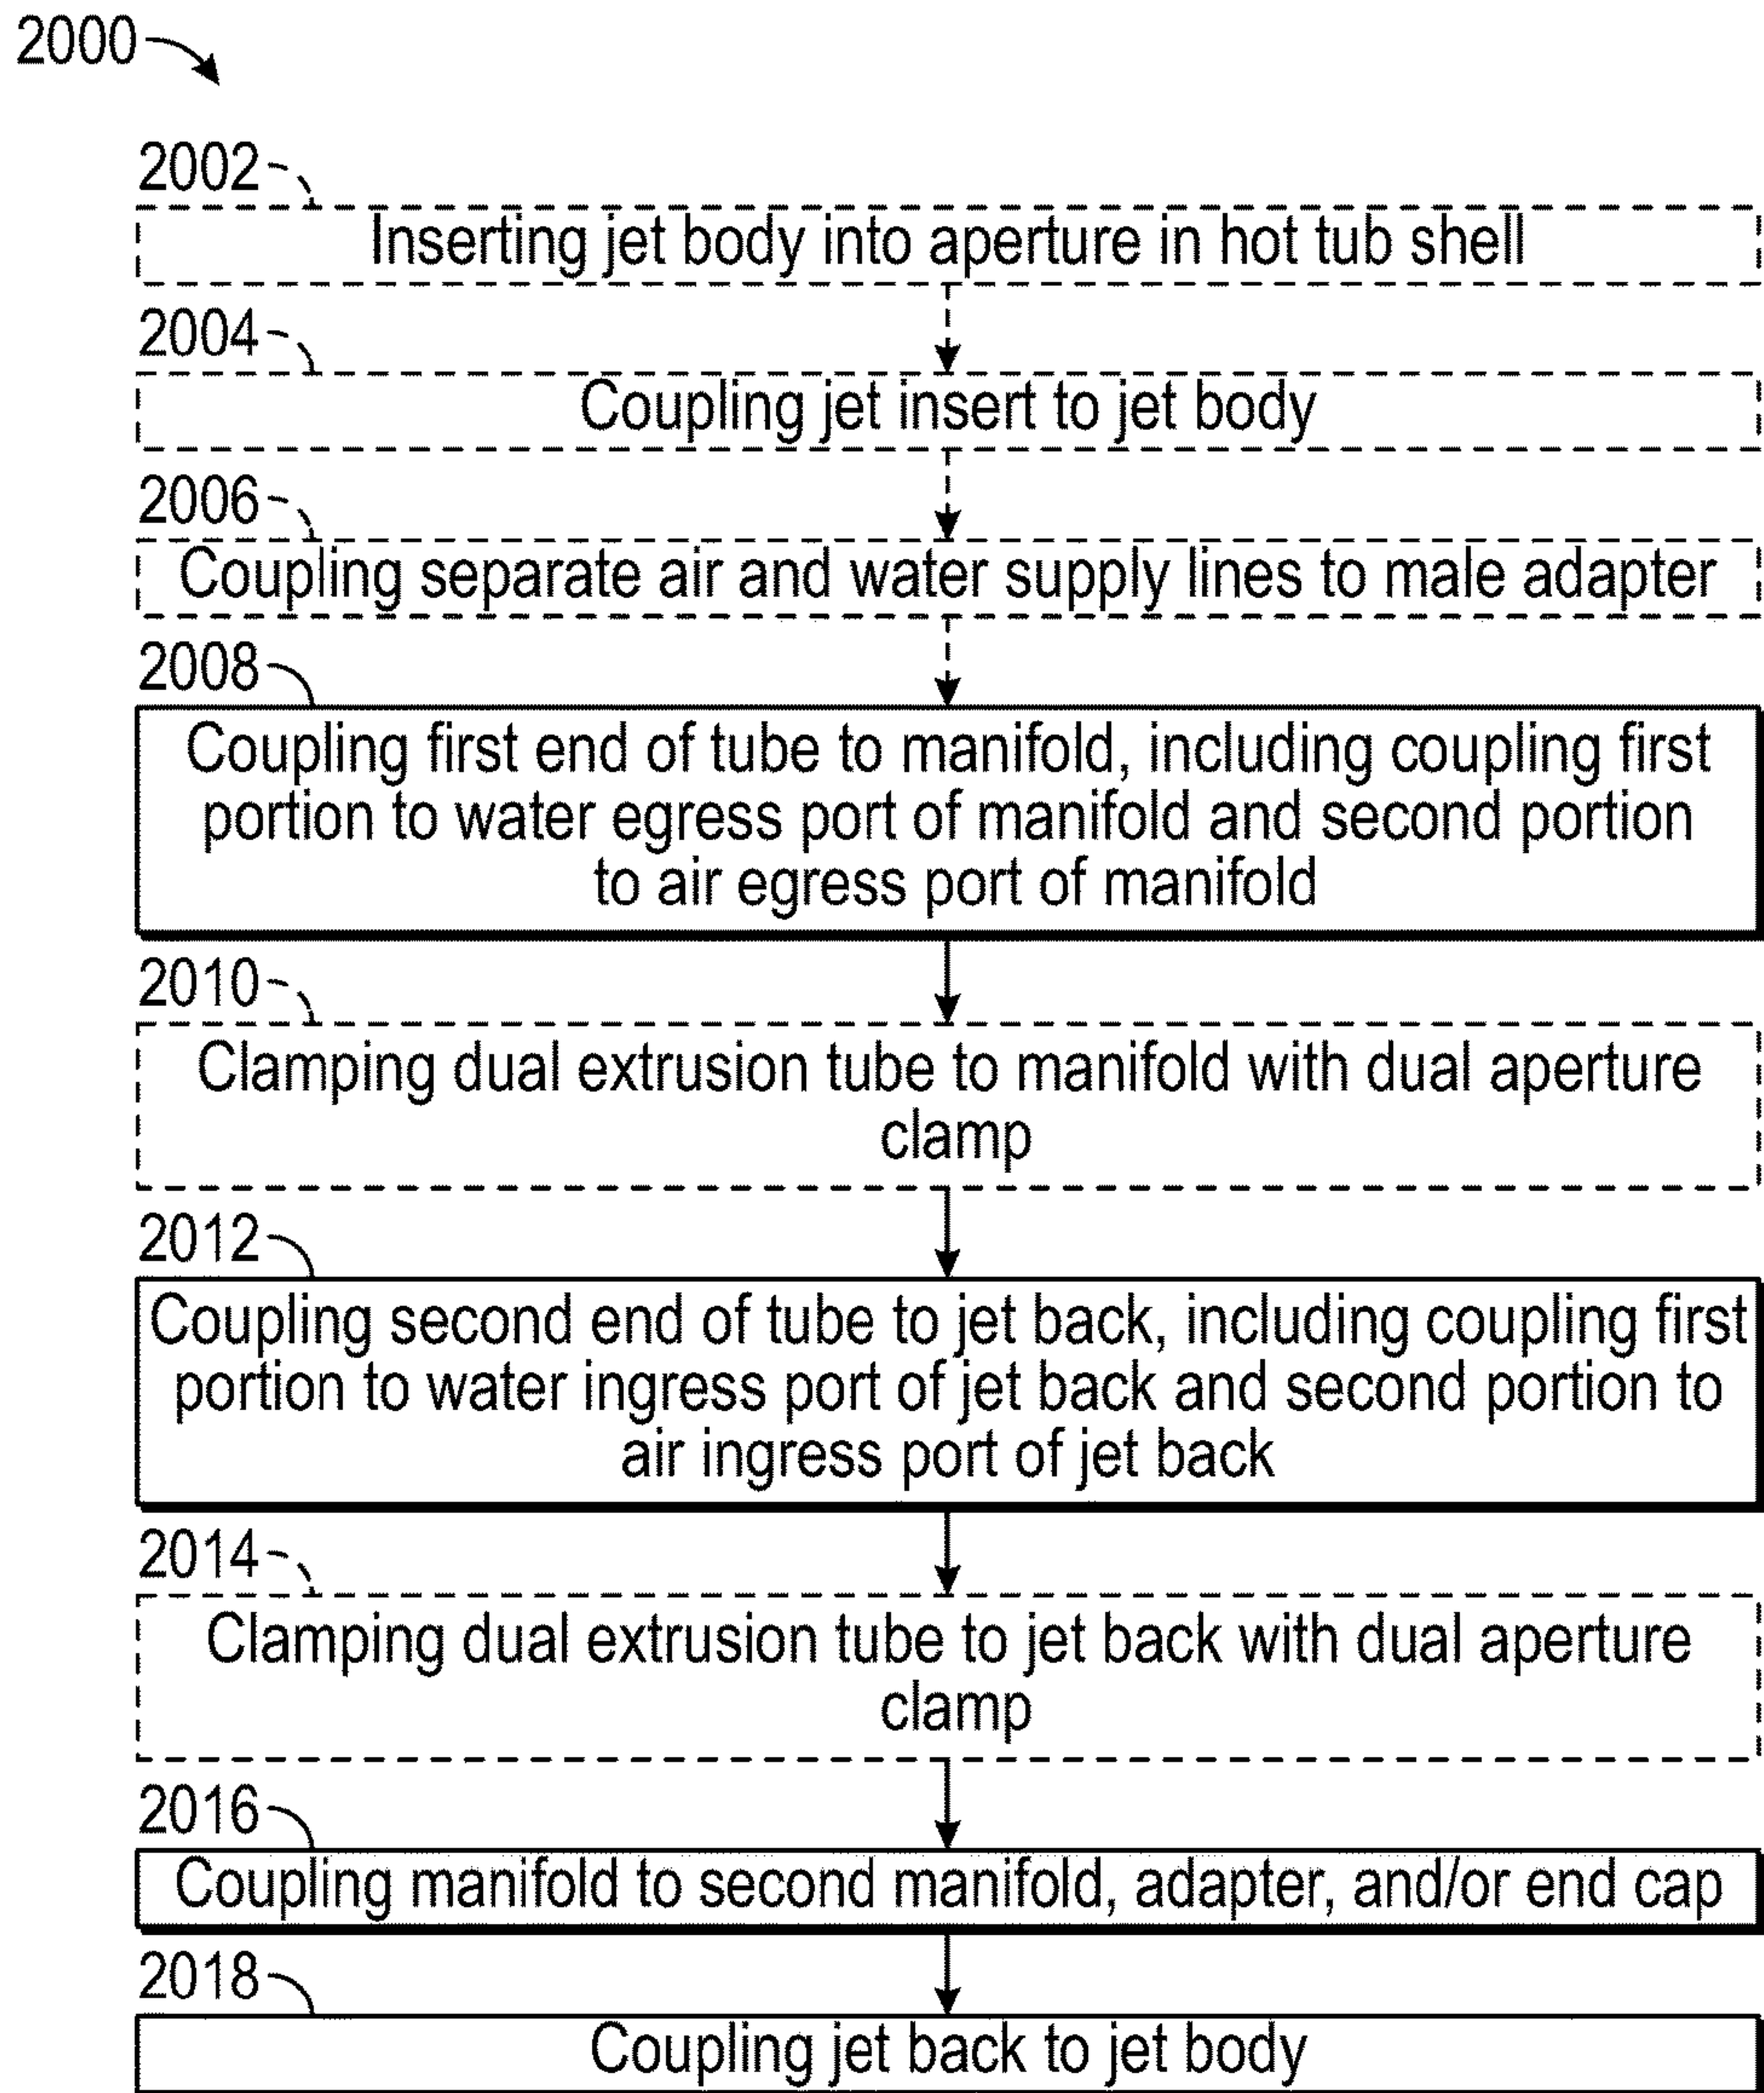 2000
2002
Inserting jet body into aperture in hot tub shell
2004
Coupling jet insert to jet body
2006
Coupling separate air and water supply lines to male adapter
2008
Coupling first end of tube to manifold, including coupling first
portion to water egress port of manifold and second portion
to air egress port of manifold
2010
Clamping dual extrusion tube to manifold with dual aperture
clamp
2012
Coupling second end of tube to jet back, including coupling first
portion to water ingress port of jet back and second portion to
air ingress port of jet back
2014
Clamping dual extrusion tube to jet back with dual aperture
clamp
2016
Coupling manifold to second manifold, adapter, and/or end cap
2018
Coupling jet back to jet body